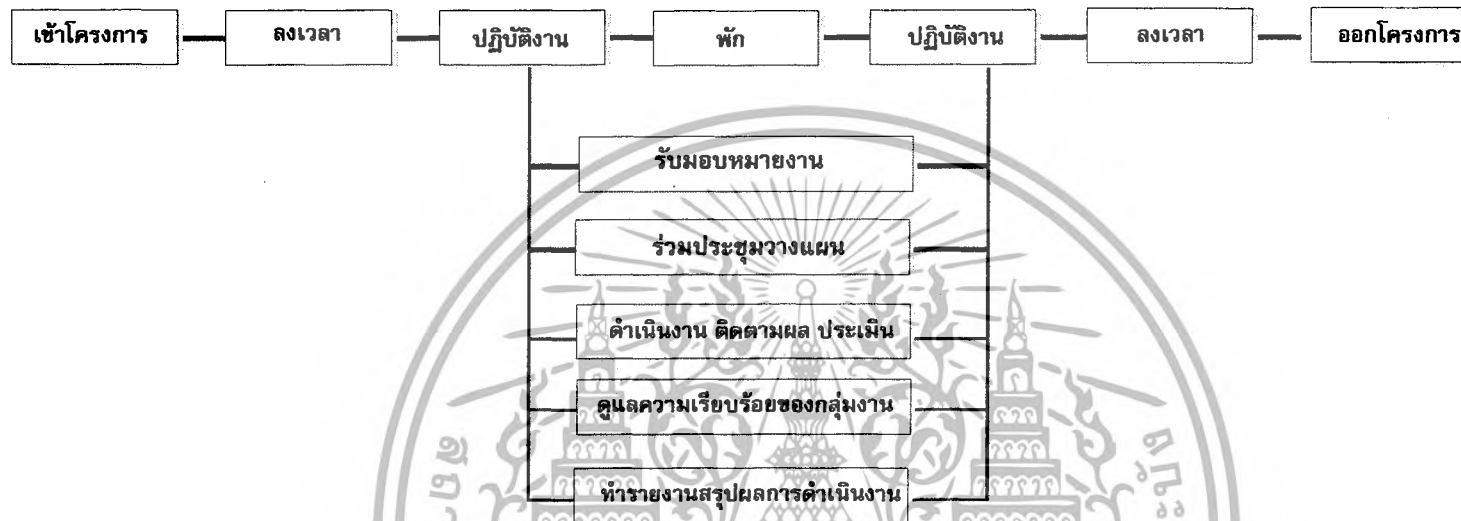 เข้าโครงการ ลงเวลา ปฏิบัติงาน พัก ปฏิบัติงาน ลงเวลา ออกโครงการ
รับมอบหมายงาน
ร่วมประชุมวางแผน
ดำเนินงาน ติดตามผล ประเมิน
ดูแลความเรียบร้อยของกลุ่มงาน
ทำรายงานสรุปผลการดำเนินงาน